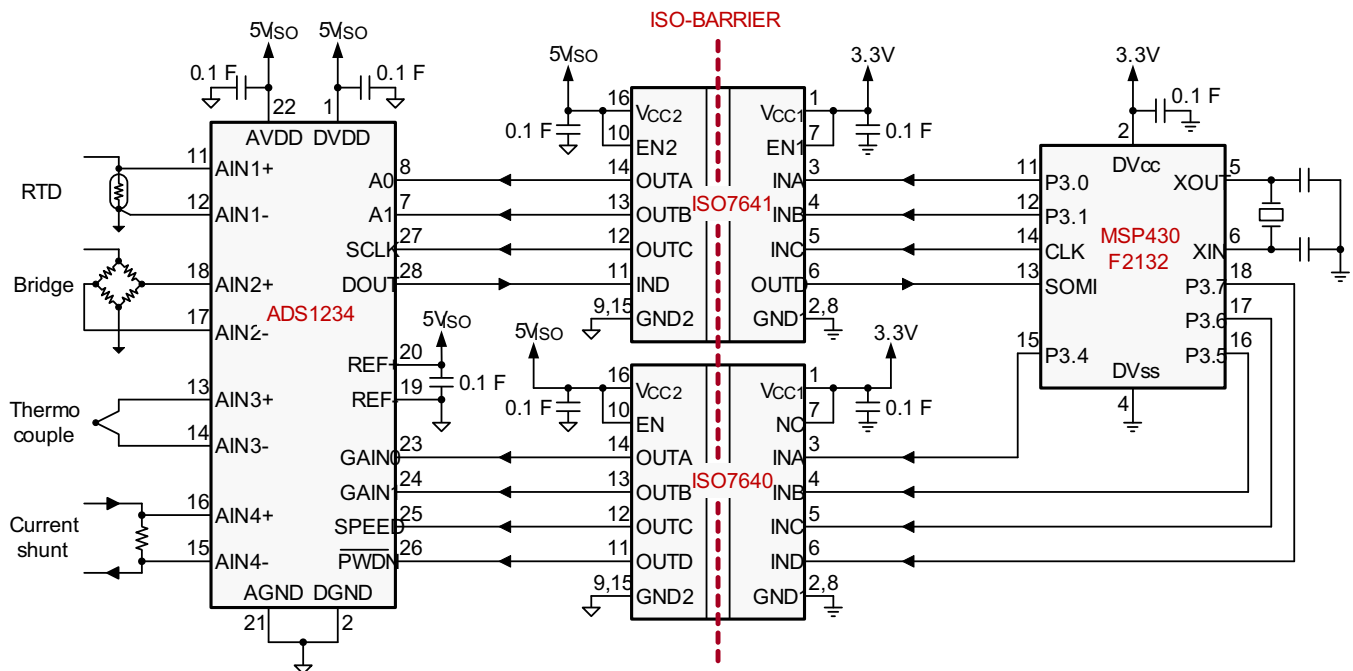 ISO-BARRIER
5VISO
5VISO
5VISO
3.3V
3.3V
0.1 F
0.1 F
0.1 F
22
1
16
1
2
AVDD
DVDD
VCC2
VCC1
DVCC
0.1 F
0.1 F
10
7
EN2
EN1
RTD
11
AIN1+
A0
8
14
OUTA
INA
3
11
P3.0
XOUT
5
12
AIN1-
A1
7
13
OUTB
ISO7641
INB
4
12
P3.1
SCLK
27
12
OUTC
INC
5
14
CLK
MSP430
F2132
XIN
6
Bridge
18
AIN2+
DOUT
28
11
IND
OUTD
6
13
SOMI
P3.7
18
17
AIN2-
ADS1234
9,15
GND2
GND1
2,8
P3.6
17
5VISO
5VISO
3.3V
15
P3.4
P3.5
16
REF+
20
0.1 F
16
VCC2
VCC1
1
DVSS
4
REF-
19
0.1 F
10
EN
NC
7
0.1 F
Thermo
couple
13
AIN3+
14
AIN3-
GAIN0
23
14
OUTA
INA
3
GAIN1
24
13
OUTB
ISO7640
INB
4
Current
shunt
16
AIN4+
SPEED
25
12
OUTC
INC
5
15
AIN4-
PWDN
26
11
OUTD
IND
6
9,15
GND2
GND1
2,8
AGND
DGND
21
2